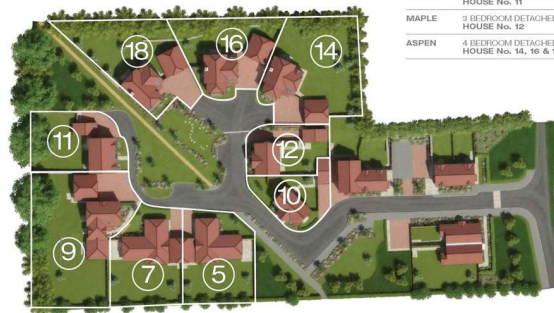 HOUSE No. 11
MAPLE 3 BEDROOM DETACHED
HOUSE No. 12
ASPEN 4 BEDROOM DETACHED
HOUSE No. 14, 16 &
18
16
14
11
12
10
9
7
5